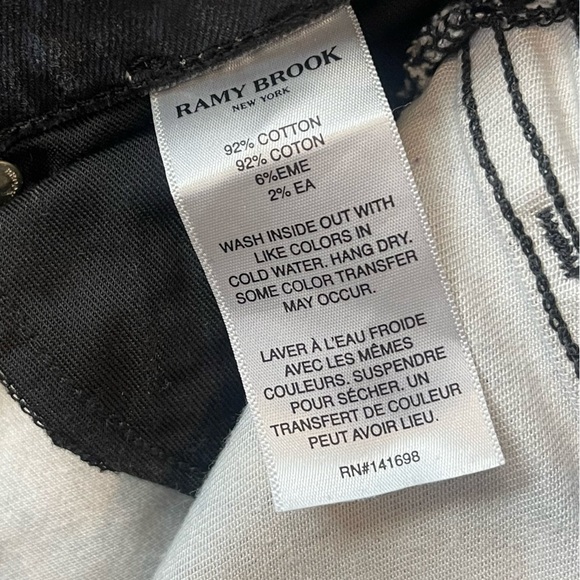 RAMY BROOK
NEW YORK
92% COTTON
92% COTON
6%EME
2% EA
WASH INSIDE OUT WITH
LIKE COLORS IN
COLD WATER. HANG DRY.
SOME COLOR TRANSFER
MAY OCCUR.
LAVER À L'EAU FROIDE
AVEC LES MÊMES
COULEURS. SUSPENDRE
POUR SÉCHER. UN
TRANSFERT DE COULEUR
PEUT AVOIR LIEU.
RN#141698